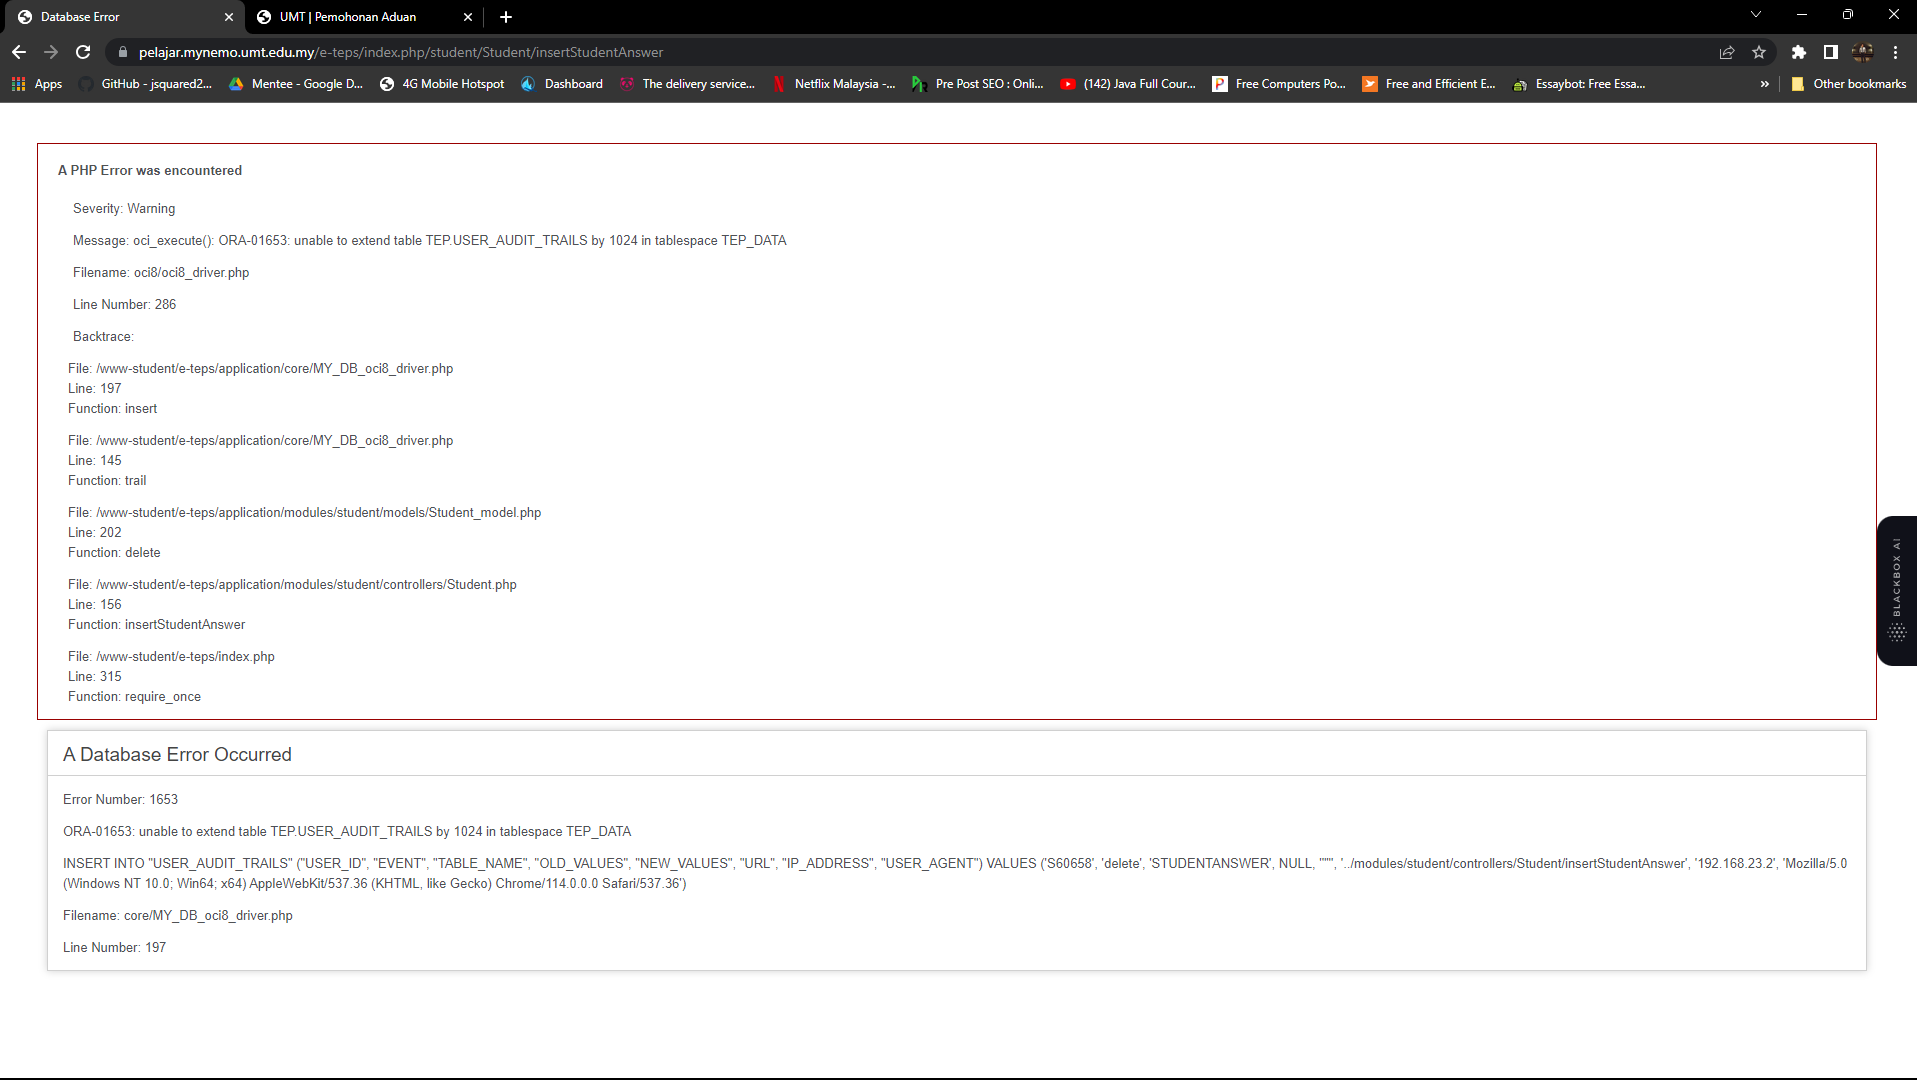 Database Error
UMT | Pemohonan Aduan
pelajar.mynemo.umt.edu.my/e-teps/index.php/student/Student/insertStudentAnswer
Apps
GitHub - jsquared2...
Mentee - Google D...
4G Mobile Hotspot
Dashboard
The delivery service...
Netflix Malaysia -...
Pre Post SEO : Onli...
(142) Java Full Cour...
Free Computers Po...
Free and Efficient E...
Essaybot: Free Essa...
»
Other bookmarks
A PHP Error was encountered
Severity: Warning
Message: oci_execute(): ORA-01653: unable to extend table TEP.USER_AUDIT_TRAILS by 1024 in tablespace TEP_DATA
Filename: oci8/oci8_driver.php
Line Number: 286
Backtrace:
File: /www-student/e-teps/application/core/MY_DB_oci8_driver.php
Line: 197
Function: insert
File: /www-student/e-teps/application/core/MY_DB_oci8_driver.php
Line: 145
Function: trail
File: /www-student/e-teps/application/modules/student/models/Student_model.php
Line: 202
Function: delete
File: /www-student/e-teps/application/modules/student/controllers/Student.php
Line: 156
Function: insertStudentAnswer
File: /www-student/e-teps/index.php
Line: 315
Function: require_once
BLACKBOX AI
A Database Error Occurred
Error Number: 1653
ORA-01653: unable to extend table TEP.USER_AUDIT_TRAILS by 1024 in tablespace TEP_DATA
INSERT INTO "USER_AUDIT_TRAILS" ("USER_ID", "EVENT", "TABLE_NAME", "OLD_VALUES", "NEW_VALUES", "URL", "IP_ADDRESS", "USER_AGENT") VALUES ('S60658', 'delete', 'STUDENTANSWER', NULL, '""', '../modules/student/controllers/Student/insertStudentAnswer', '192.168.23.2', 'Mozilla/5.0
(Windows NT 10.0; Win64; x64) AppleWebKit/537.36 (KHTML, like Gecko) Chrome/114.0.0.0 Safari/537.36')
Filename: core/MY_DB_oci8_driver.php
Line Number: 197